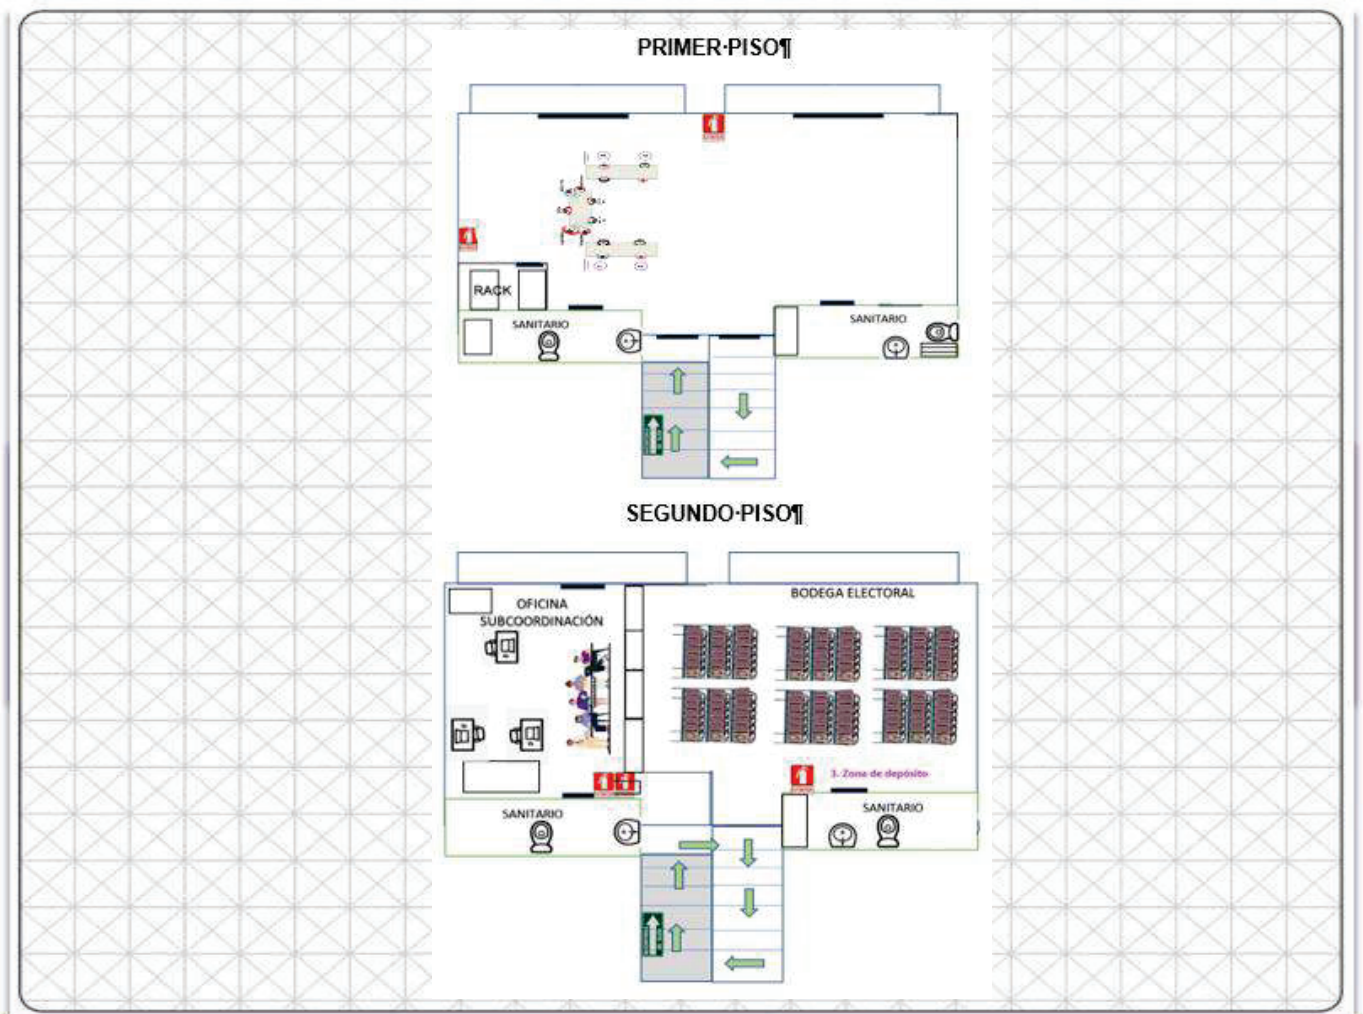 PRIMER·PISO¶
RACK
SANITARIO
SANITARIO
SEGUNDO·PISO¶
OFICINA
SUBCOORDINACIÓN
BODEGA ELECTORAL
3. Zona de depósito
SANITARIO
SANITARIO